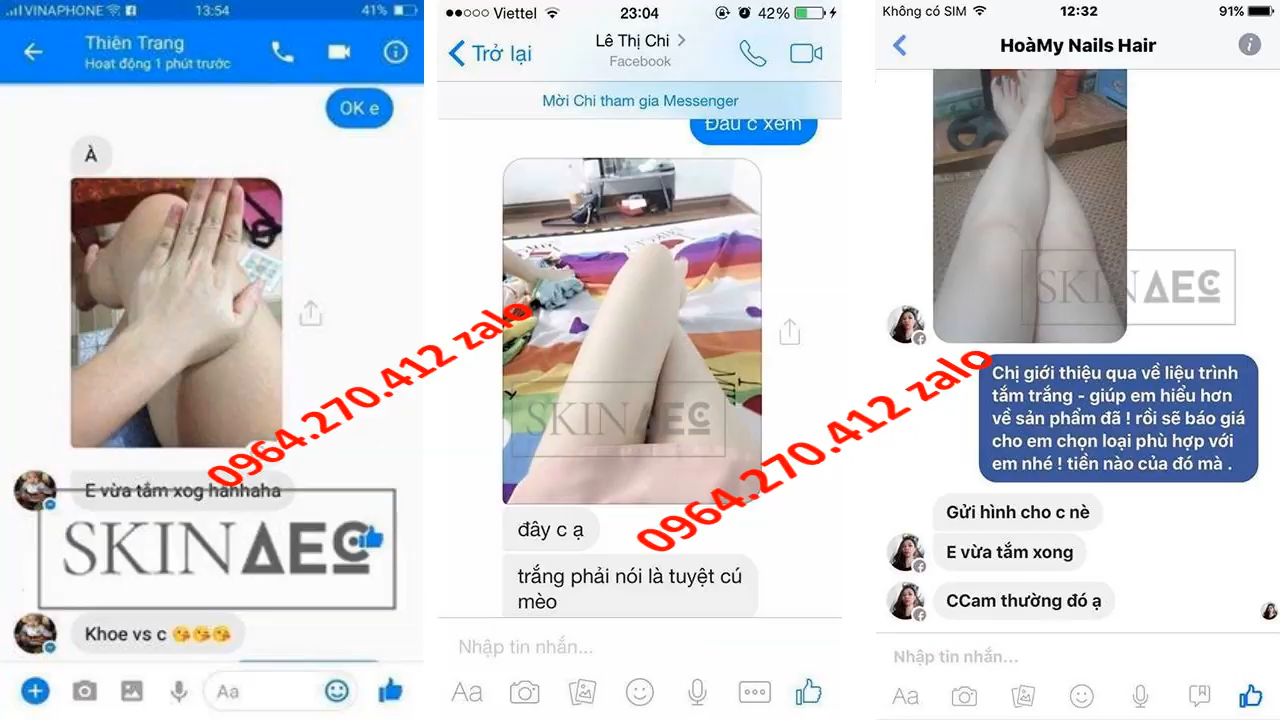 VINAPHONE
13:54
41%
Thiên Trang
Hoạt động 1 phút trước
OK e
À
E vừa tắm xog hanhaha
SKINAEC
Khoe vs c 😘😘😘
Aa
Viettel
23:04
42%
Trở lại
Lê Thị Chi
Facebook
Mời Chi tham gia Messenger
Đâu c xem
SKINAEC
đây c ạ
trắng phải nói là tuyệt cú
mèo
Nhập tin nhắn...
Aa
Không có SIM
12:32
91%
HoàMy Nails Hair
SKINAEC
Chị giới thiệu qua về liệu trình
tắm trắng - giúp em hiểu hơn
về sản phẩm đã ! rồi sẽ báo giá
cho em chọn loại phù hợp với
em nhé ! tiền nào của đó mà .
Gửi hình cho c nè
E vừa tắm xong
CCam thường đó ạ
Nhập tin nhắn...
Aa
0964.270.412 zalo
0964.270.412 zalo